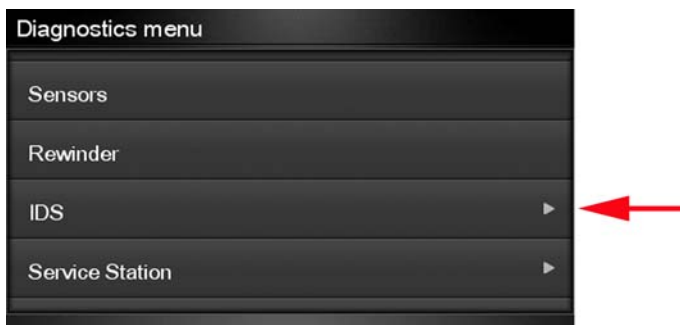 Diagnostics menu
Sensors
Rewinder
IDS
Service Station